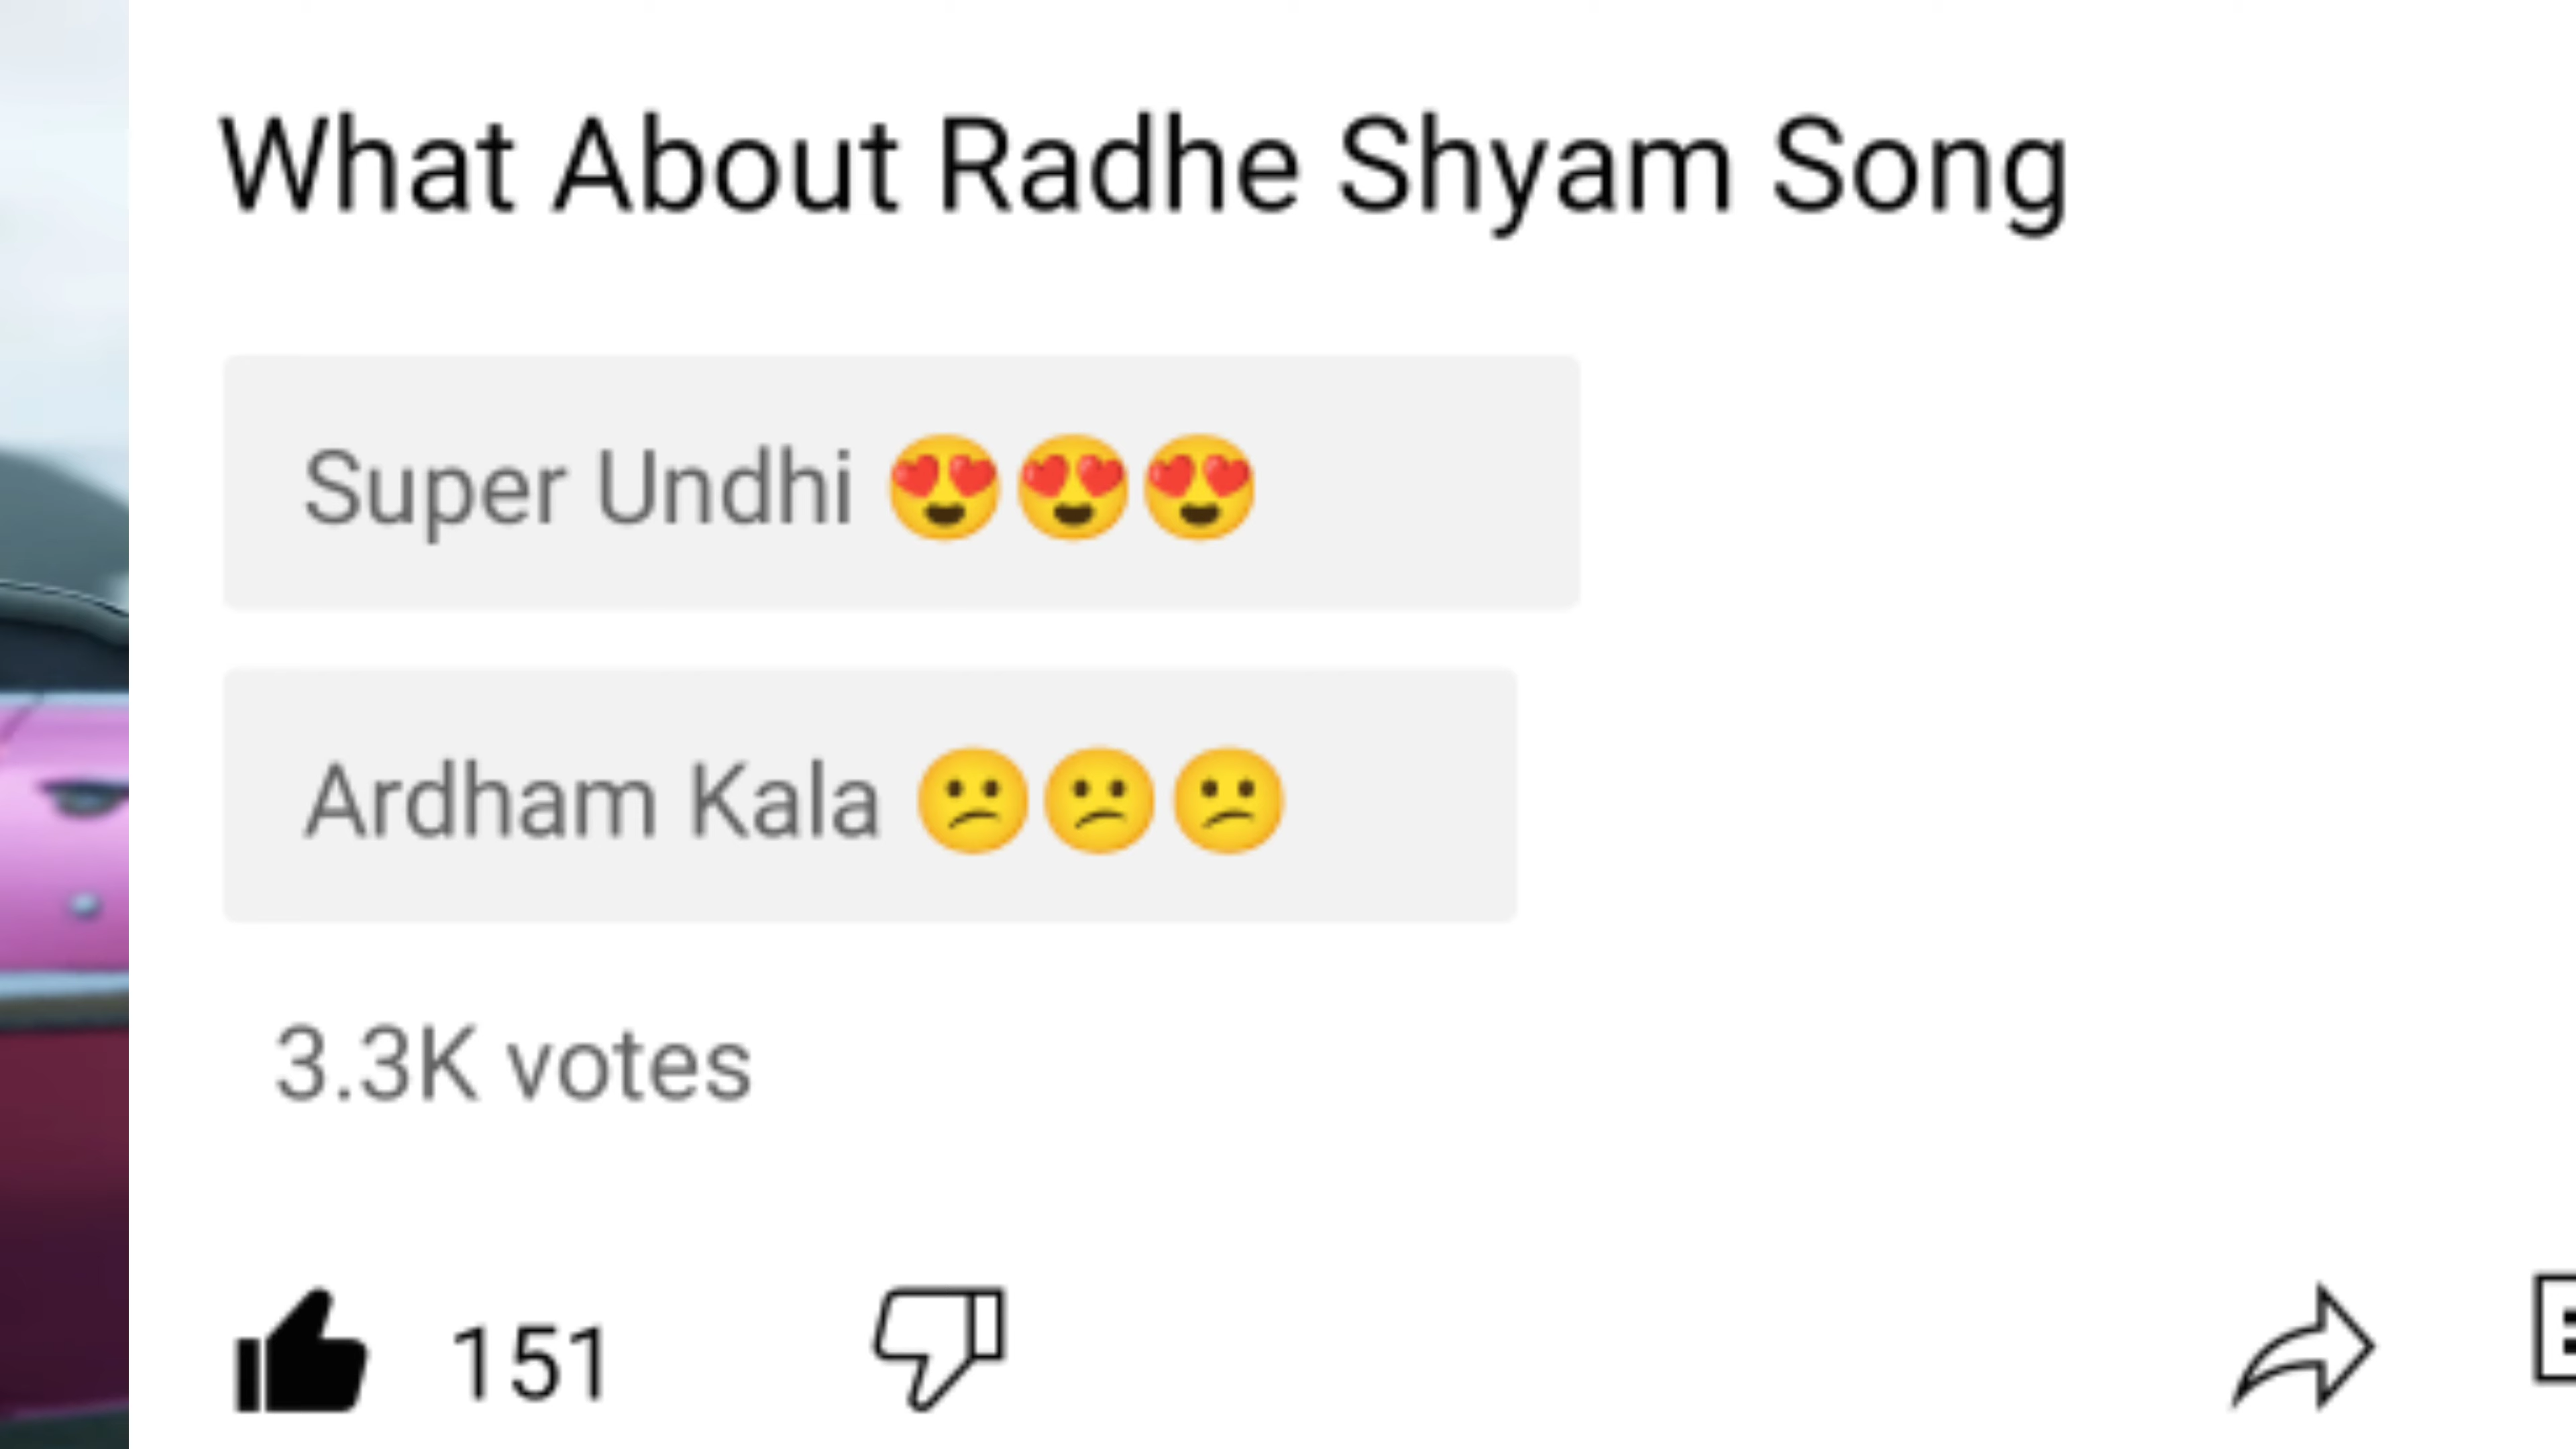 What About Radhe Shyam Song
Super Undhi 😍😍😍
Ardham Kala 😕😕😕
3.3K votes
151